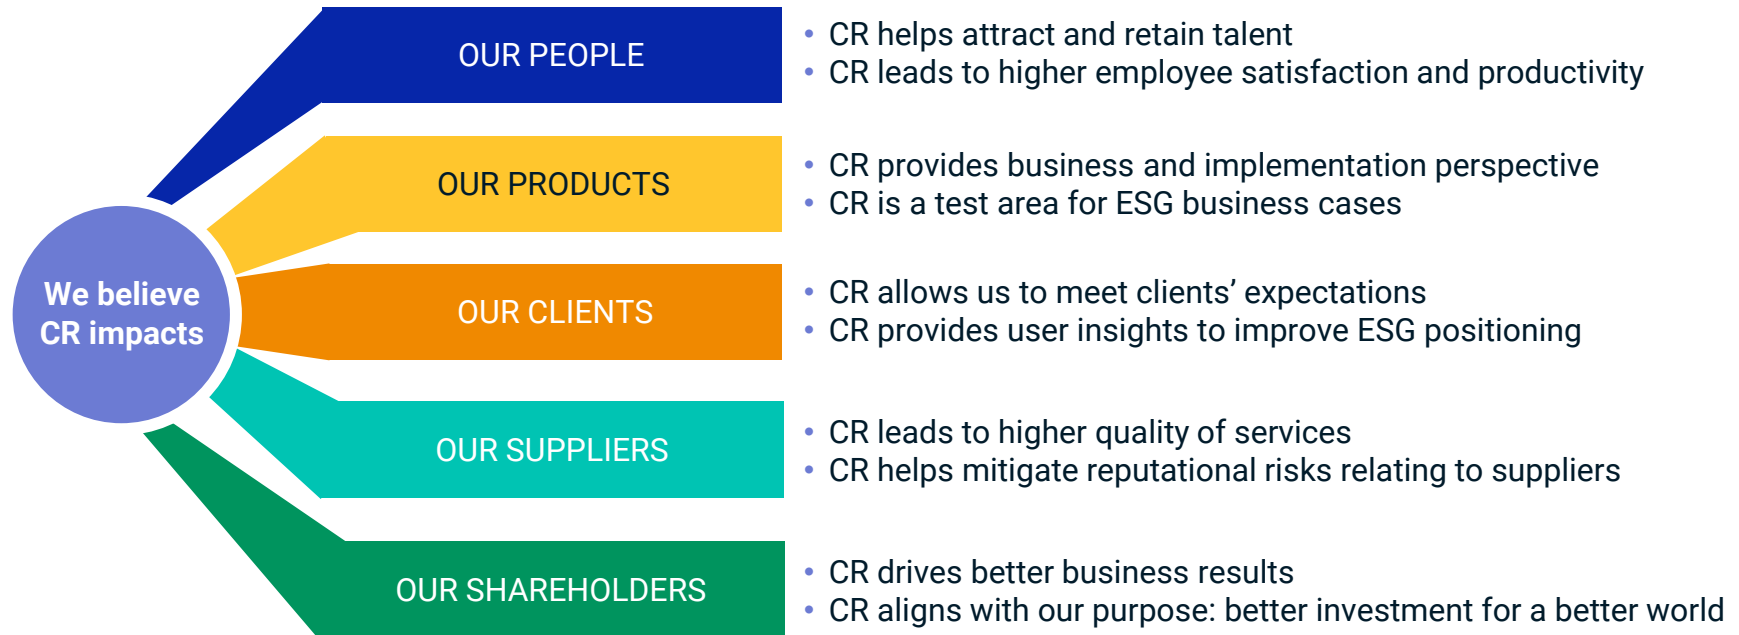 We believe
CR impacts
OUR PEOPLE
• CR helps attract and retain talent
• CR leads to higher employee satisfaction and productivity
OUR PRODUCTS
• CR provides business and implementation perspective
• CR is a test area for ESG business cases
OUR CLIENTS
• CR allows us to meet clients’ expectations
• CR provides user insights to improve ESG positioning
OUR SUPPLIERS
• CR leads to higher quality of services
• CR helps mitigate reputational risks relating to suppliers
OUR SHAREHOLDERS
• CR drives better business results
• CR aligns with our purpose: better investment for a better world